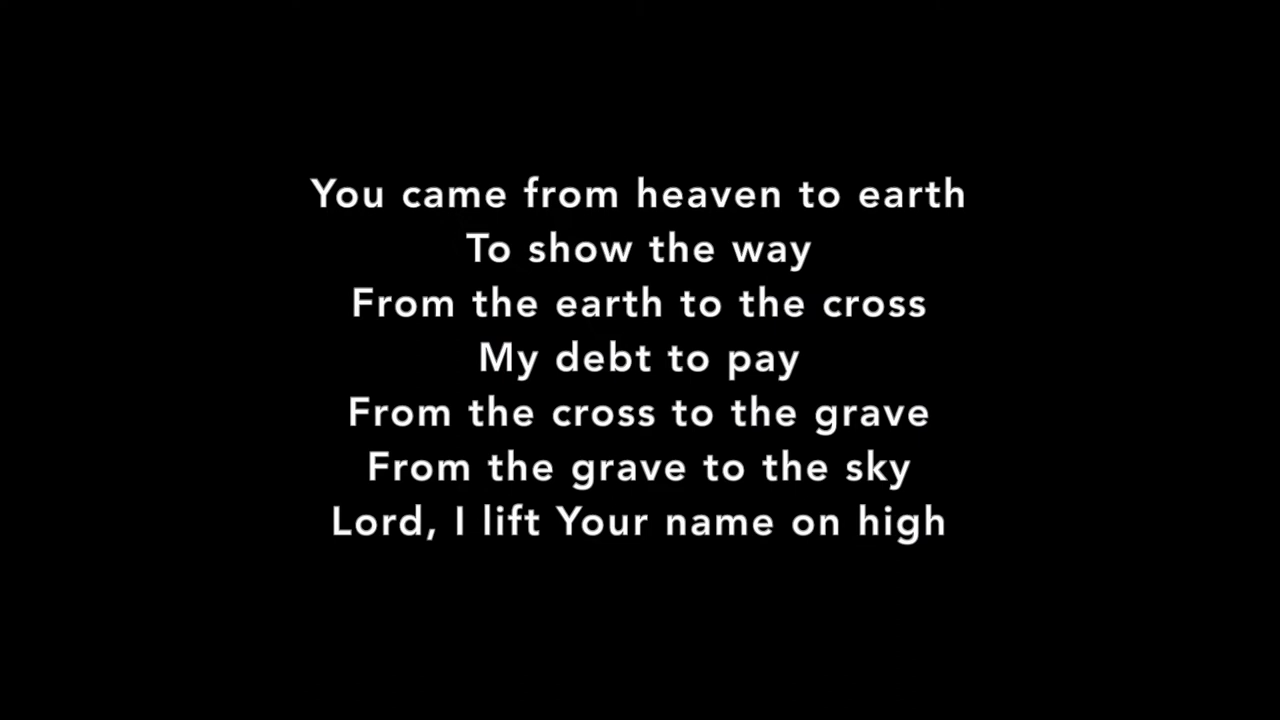 You came from heaven to earth
To show the way
From the earth to the cross
My debt to pay
From the cross to the grave
From the grave to the sky
Lord, I lift Your name on high